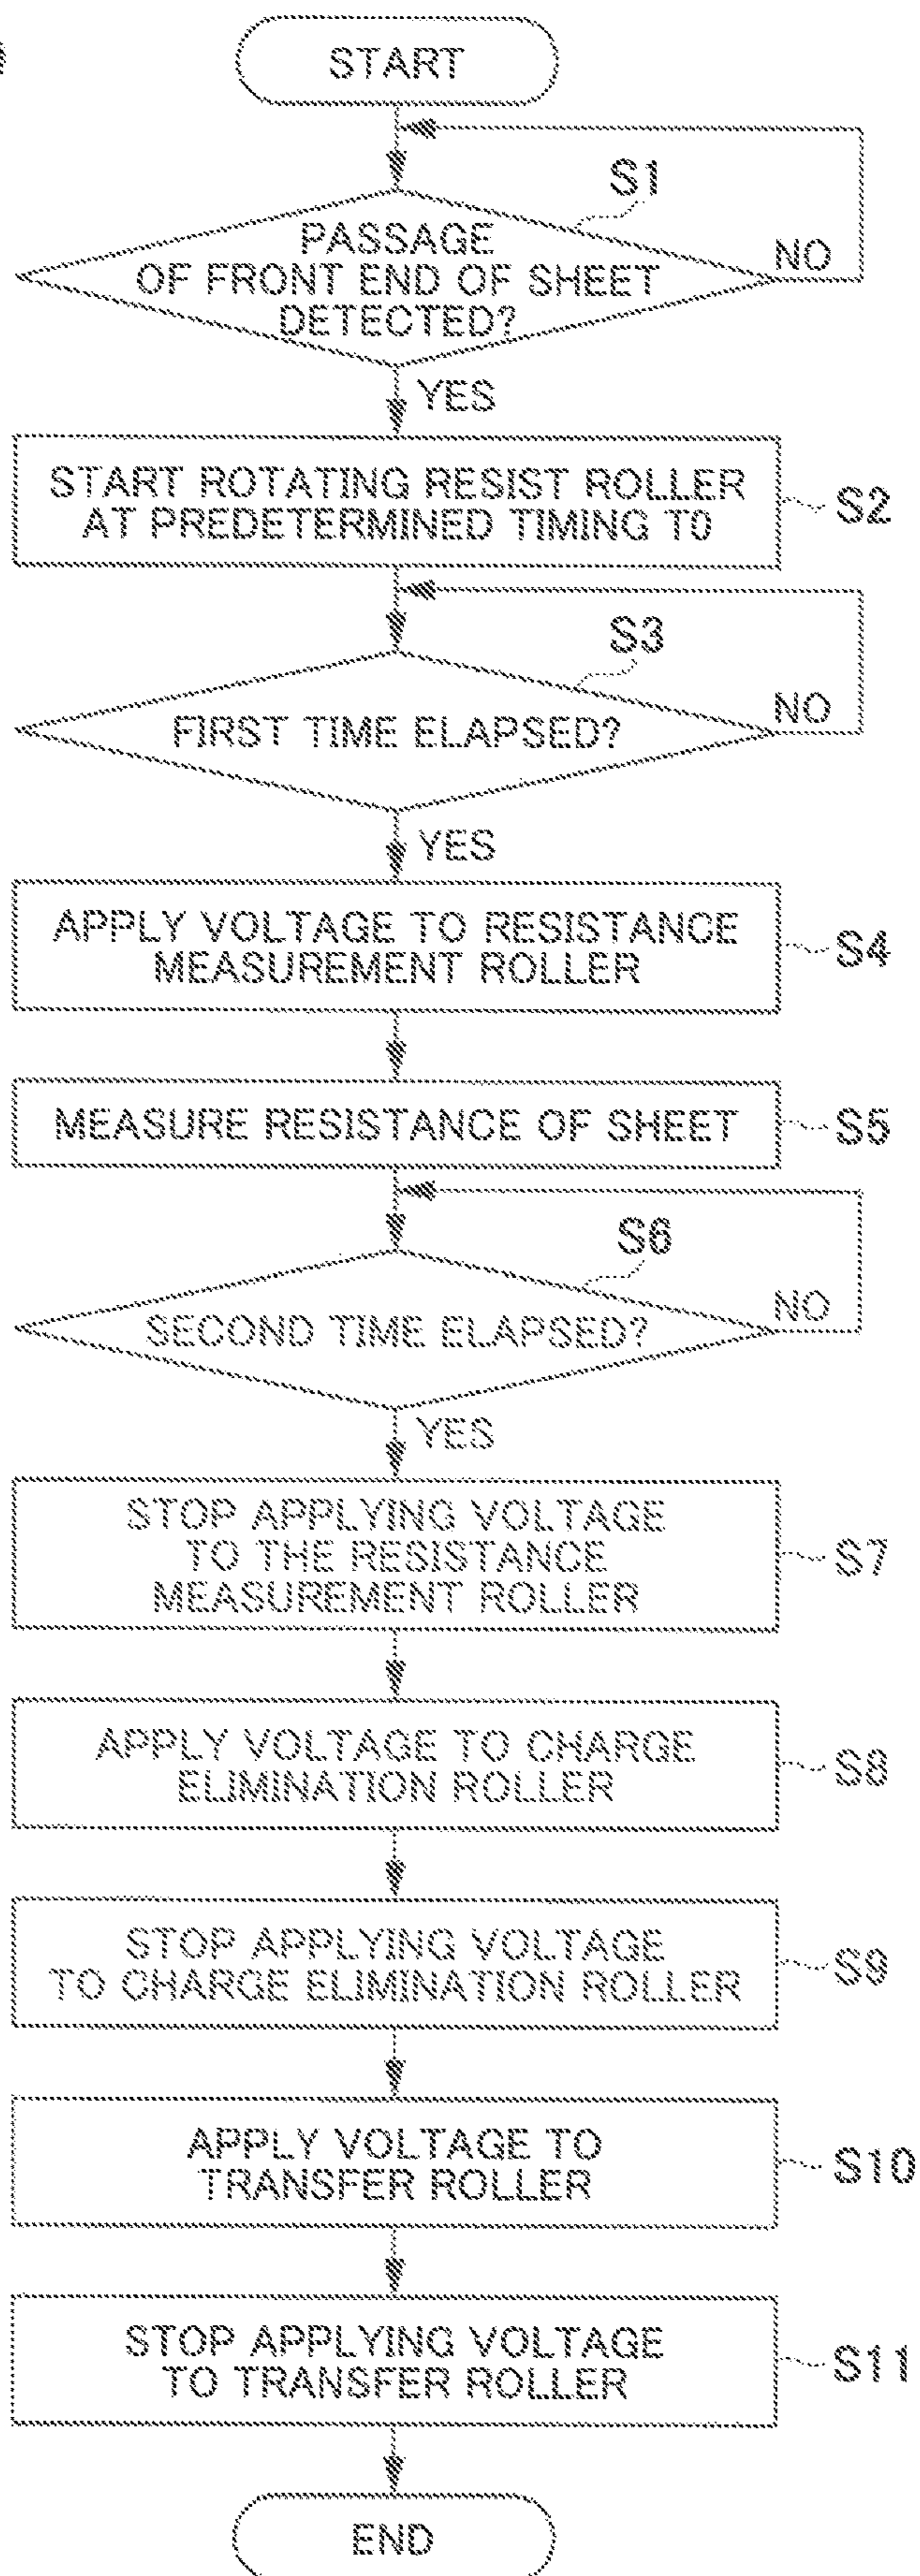 START
S1
PASSAGE
OF FRONT END OF SHEET
DETECTED?
NO
YES
START ROTATING RESIST ROLLER
AT PREDETERMINED TIMING T0
S2
S3
FIRST TIME ELAPSED?
NO
YES
APPLY VOLTAGE TO RESISTANCE
MEASUREMENT ROLLER
S4
MEASURE RESISTANCE OF SHEET
S5
S6
SECOND TIME ELAPSED?
NO
YES
STOP APPLYING VOLTAGE
TO THE RESISTANCE
MEASUREMENT ROLLER
S7
APPLY VOLTAGE TO CHARGE
ELIMINATION ROLLER
S8
STOP APPLYING VOLTAGE
TO CHARGE ELIMINATION ROLLER
S9
APPLY VOLTAGE TO
TRANSFER ROLLER
S10
STOP APPLYING VOLTAGE
TO TRANSFER ROLLER
S11
END